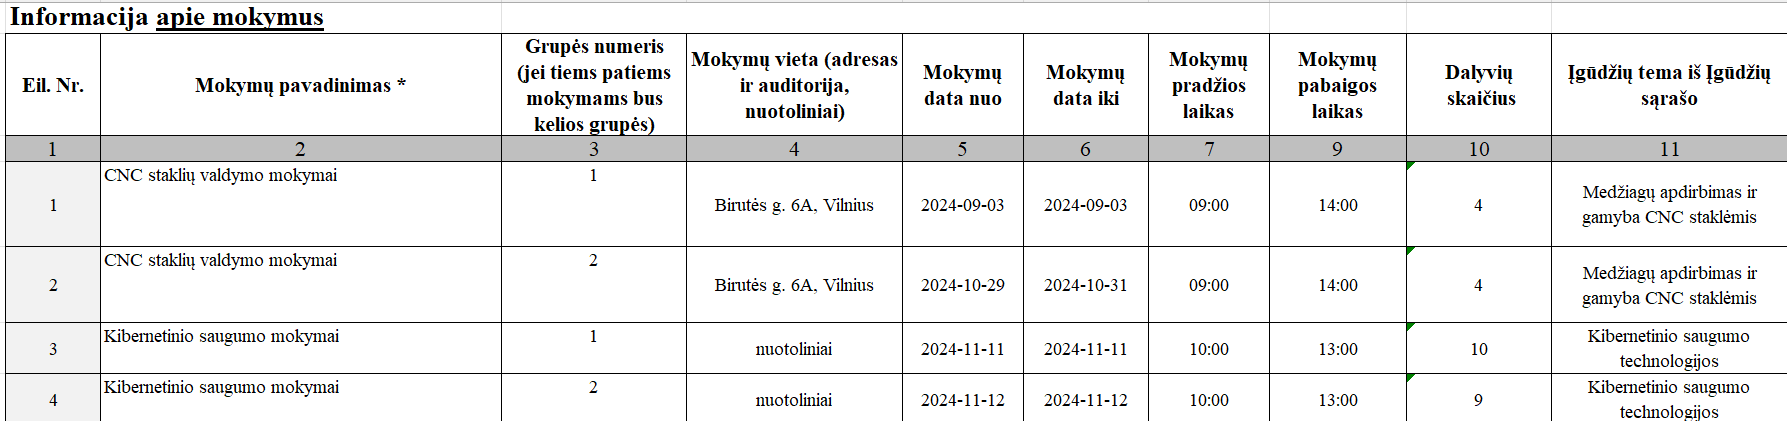 Informacija apie mokymus
Eil. Nr.
Mokymų pavadinimas *
Grupės numeris
(jei tiems patiems
mokymams bus
kelios grupės)
Mokymų vieta (adresas
ir auditorija,
nuotoliniai)
Mokymų
data nuo
Mokymų
data iki
Mokymų
pradžios
laikas
Mokymų
pabaigos
laikas
Dalyvių
skaičius
Įgūdžių tema iš Įgūdžių
sąrašo
1 2 3 4 5 6 7 9 10 11
1
CNC staklių valdymo mokymai
1
Birutės g. 6A, Vilnius
2024-09-03
2024-09-03
09:00
14:00
4
Medžiagų apdirbimas ir
gamyba CNC staklėmis
2
CNC staklių valdymo mokymai
2
Birutės g. 6A, Vilnius
2024-10-29
2024-10-31
09:00
14:00
4
Medžiagų apdirbimas ir
gamyba CNC staklėmis
3
Kibernetinio saugumo mokymai
1
nuotoliniai
2024-11-11
2024-11-11
10:00
13:00
10
Kibernetinio saugumo
technologijos
4
Kibernetinio saugumo mokymai
2
nuotoliniai
2024-11-12
2024-11-12
10:00
13:00
9
Kibernetinio saugumo
technologijos